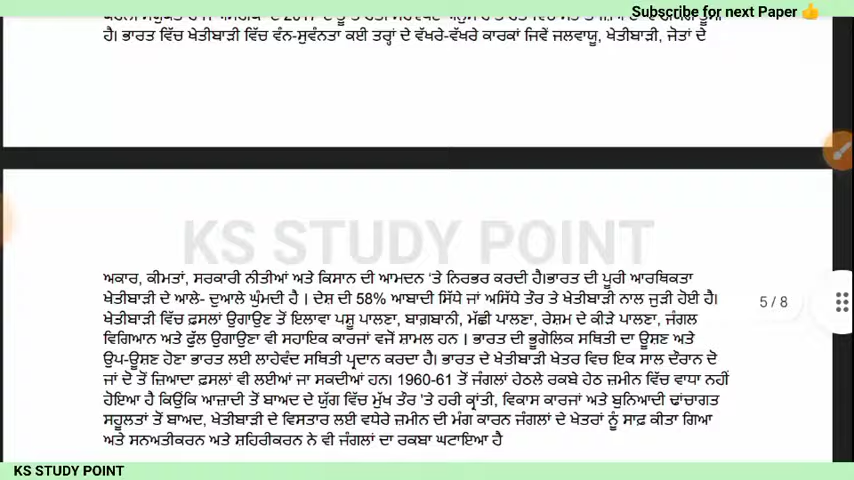 Subscribe for next Paper 👍
ਹੈ। ਭਾਰਤ ਵਿੱਚ ਖੇਤੀਬਾੜੀ ਵਿੱਚ ਵੰਨ-ਸੁਵੰਨਤਾ ਕਈ ਤਰ੍ਹਾਂ ਦੇ ਵੱਖਰੇ-ਵੱਖਰੇ ਕਾਰਕਾਂ ਜਿਵੇਂ ਜਲਵਾਯੂ, ਖੇਤੀਬਾੜੀ, ਜੋਤਾਂ ਦੇ
KS STUDY POINT
ਅਕਾਰ, ਕੀਮਤਾਂ, ਸਰਕਾਰੀ ਨੀਤੀਆਂ ਅਤੇ ਕਿਸਾਨ ਦੀ ਆਮਦਨ 'ਤੇ ਨਿਰਭਰ ਕਰਦੀ ਹੈ।ਭਾਰਤ ਦੀ ਪੂਰੀ ਆਰਥਿਕਤਾ
ਖੇਤੀਬਾੜੀ ਦੇ ਆਲੇ- ਦੁਆਲੇ ਘੁੰਮਦੀ ਹੈ । ਦੇਸ਼ ਦੀ 58% ਆਬਾਦੀ ਸਿੱਧੇ ਜਾਂ ਅਸਿੱਧੇ ਤੌਰ ਤੇ ਖੇਤੀਬਾੜੀ ਨਾਲ ਜੁੜੀ ਹੋਈ ਹੈ।
5 / 8
ਖੇਤੀਬਾੜੀ ਵਿੱਚ ਫ਼ਸਲਾਂ ਉਗਾਉਣ ਤੋਂ ਇਲਾਵਾ ਪਸ਼ੂ ਪਾਲਣਾ, ਬਾਗ਼ਬਾਨੀ, ਮੱਛੀ ਪਾਲਣਾ, ਰੇਸ਼ਮ ਦੇ ਕੀੜੇ ਪਾਲਣਾ, ਜੰਗਲ
ਵਿਗਿਆਨ ਅਤੇ ਫੁੱਲ ਉਗਾਉਣਾ ਵੀ ਸਹਾਇਕ ਕਾਰਜਾਂ ਵਜੋਂ ਸ਼ਾਮਲ ਹਨ । ਭਾਰਤ ਦੀ ਭੂਗੋਲਿਕ ਸਥਿਤੀ ਦਾ ਊਸ਼ਣ ਅਤੇ
ਉਪ-ਊਸ਼ਣ ਹੋਣਾ ਭਾਰਤ ਲਈ ਲਾਹੇਵੰਦ ਸਥਿਤੀ ਪ੍ਰਦਾਨ ਕਰਦਾ ਹੈ। ਭਾਰਤ ਦੇ ਖੇਤੀਬਾੜੀ ਖੇਤਰ ਵਿਚ ਇਕ ਸਾਲ ਦੌਰਾਨ ਦੋ
ਜਾਂ ਦੋ ਤੋਂ ਜ਼ਿਆਦਾ ਫ਼ਸਲਾਂ ਵੀ ਲਈਆਂ ਜਾ ਸਕਦੀਆਂ ਹਨ। 1960-61 ਤੋਂ ਜੰਗਲਾਂ ਹੇਠਲੇ ਰਕਬੇ ਹੇਠ ਜ਼ਮੀਨ ਵਿੱਚ ਵਾਧਾ ਨਹੀਂ
ਹੋਇਆ ਹੈ ਕਿਉਂਕਿ ਆਜ਼ਾਦੀ ਤੋਂ ਬਾਅਦ ਦੇ ਯੁੱਗ ਵਿੱਚ ਮੁੱਖ ਤੌਰ 'ਤੇ ਹਰੀ ਕ੍ਰਾਂਤੀ, ਵਿਕਾਸ ਕਾਰਜਾਂ ਅਤੇ ਬੁਨਿਆਦੀ ਢਾਂਚਾਗਤ
ਸਹੂਲਤਾਂ ਤੋਂ ਬਾਅਦ, ਖੇਤੀਬਾੜੀ ਦੇ ਵਿਸਤਾਰ ਲਈ ਵਧੇਰੇ ਜ਼ਮੀਨ ਦੀ ਮੰਗ ਕਾਰਨ ਜੰਗਲਾਂ ਦੇ ਖੇਤਰਾਂ ਨੂੰ ਸਾਫ਼ ਕੀਤਾ ਗਿਆ
ਅਤੇ ਸਨਅਤੀਕਰਨ ਅਤੇ ਸ਼ਹਿਰੀਕਰਨ ਨੇ ਵੀ ਜੰਗਲਾਂ ਦਾ ਰਕਬਾ ਘਟਾਇਆ ਹੈ
KS STUDY POINT